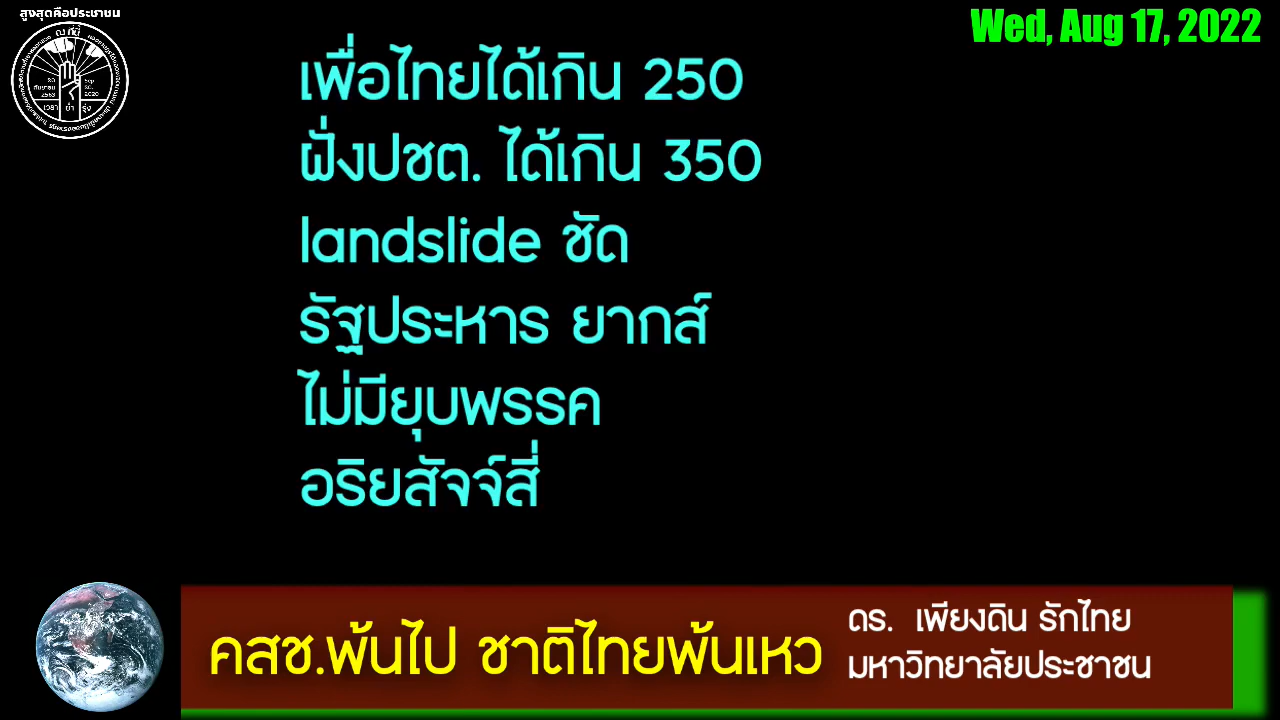 สูงสุดคือประชาชน
Wed, Aug 17, 2022
เพื่อไทยได้เกิน 250
ฝั่งปชต. ได้เกิน 350
landslide ชัด
รัฐประหาร ยากส์
ไม่มียุบพรรค
อริยสัจจ์สี่
คสช.พ้นไป ชาติไทยพ้นเหว
ดร. เพียงดิน รักไทย
มหาวิทยาลัยประชาชน